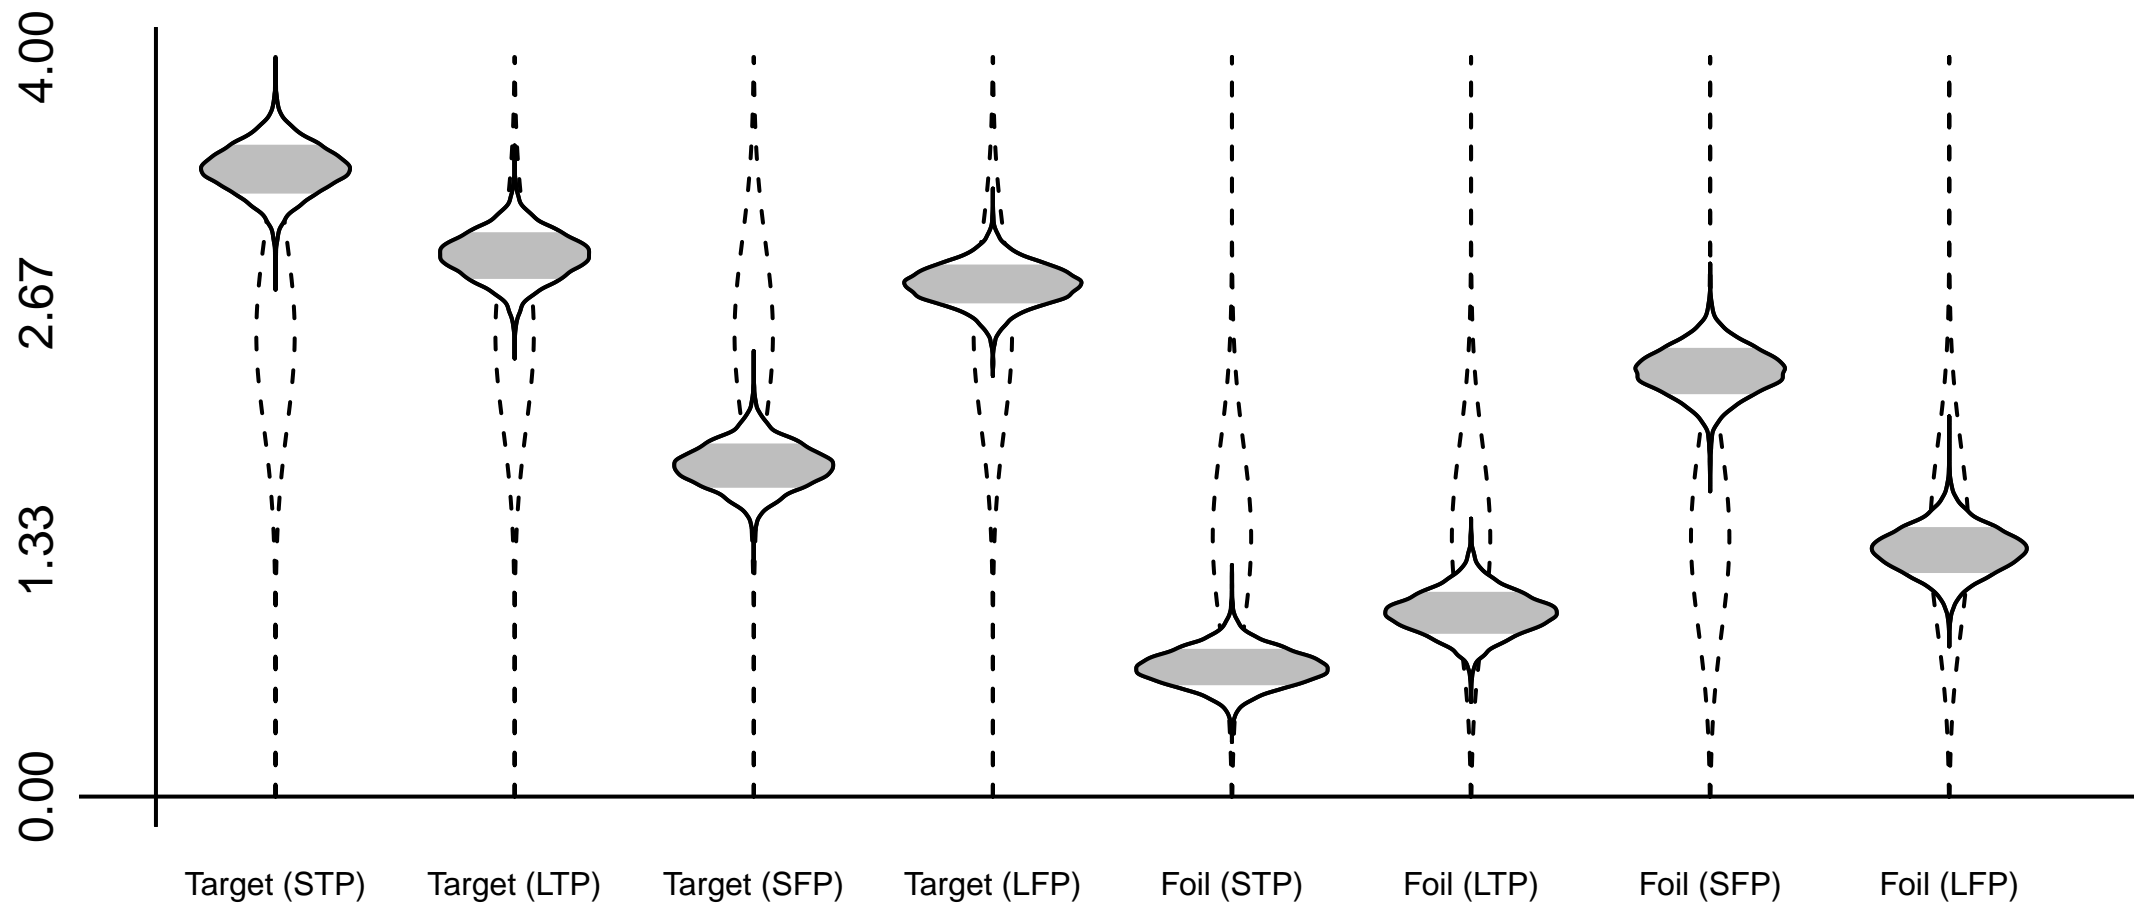 4.00
2.67
1.33
0.00
Target (STP) Target (LTP) Target (SFP) Target (LFP) Foil (STP) Foil (LTP) Foil (SFP) Foil (LFP)